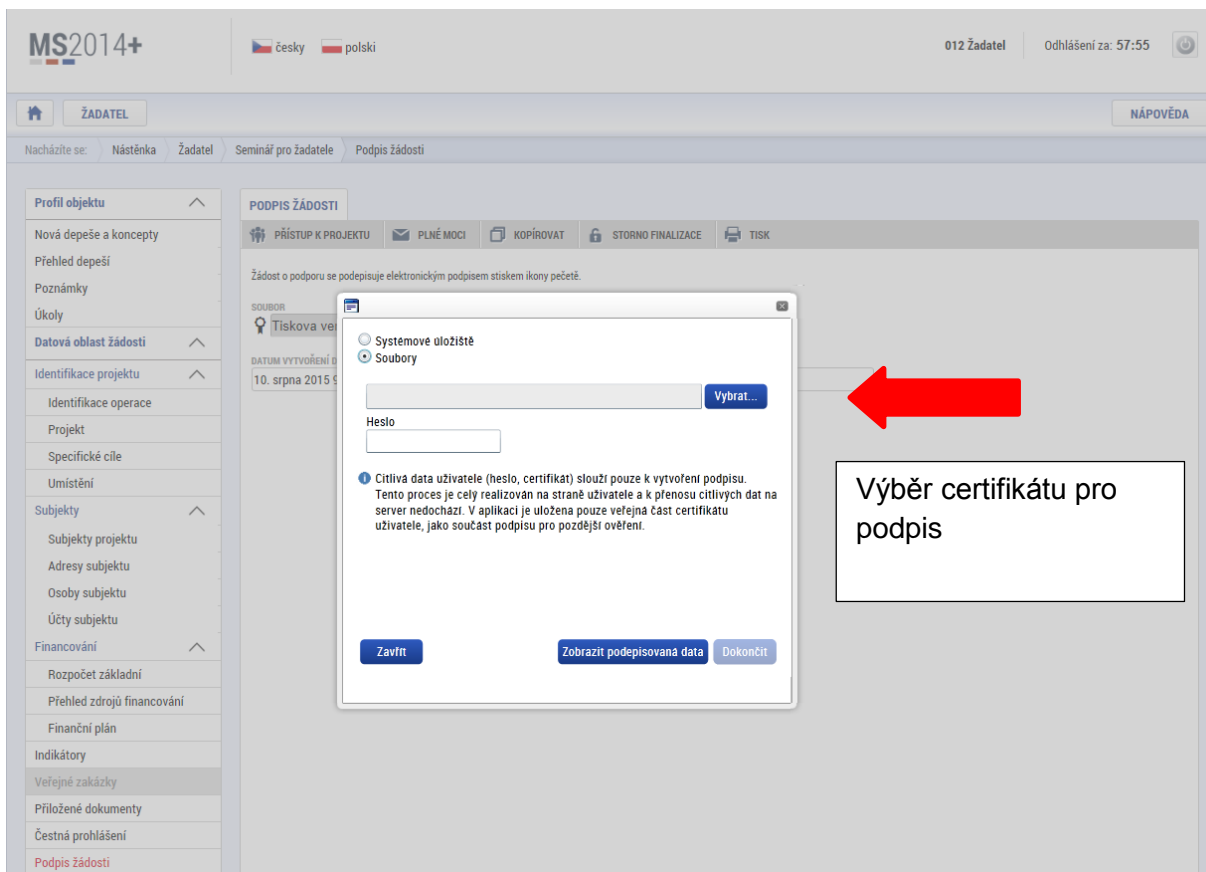 MS2014+
česky polski
012 Žadatel Odhlášení za: 57:55
ŽADATEL NÁPOVĚDA
Nacházíte se: Nástěnka Žadatel Seminář pro žadatele Podpis žádosti
Profil objektu
Nová depeše a koncepty
Přehled depeší
Poznámky
Úkoly
Datová oblast žádosti
Identifikace projektu
Identifikace operace
Projekt
Specifické cíle
Umístění
Subjekty
Subjekty projektu
Adresy subjektu
Osoby subjektu
Účty subjektu
Financování
Rozpočet základní
Přehled zdrojů financování
Finanční plán
Indikátory
Veřejné zakázky
Přiložené dokumenty
Čestná prohlášení
Podpis žádosti
PODPIS ŽÁDOSTI
PŘÍSTUP K PROJEKTU PLNÉ MOCI KOPÍROVAT STORNO FINALIZACE TISK
Žádost o podporu se podepisuje elektronickým podpisem stiskem ikony pečetě.
SOUBOR
Tiskova
DATUM VYTVOŘENÍ
10. srpna 2015
Systémové úložiště
Soubory
Vybrat...
Heslo
Citlivá data uživatele (heslo, certifikát) slouží pouze k vytvoření podpisu.
Tento proces je celý realizován na straně uživatele a k přenosu citlivých dat na
server nedochází. V aplikaci je uložena pouze veřejná část certifikátu
uživatele, jako součást podpisu pro pozdější ověření.
Zavřít Zobrazit podepisovaná data Dokončit
Výběr certifikátu pro
podpis